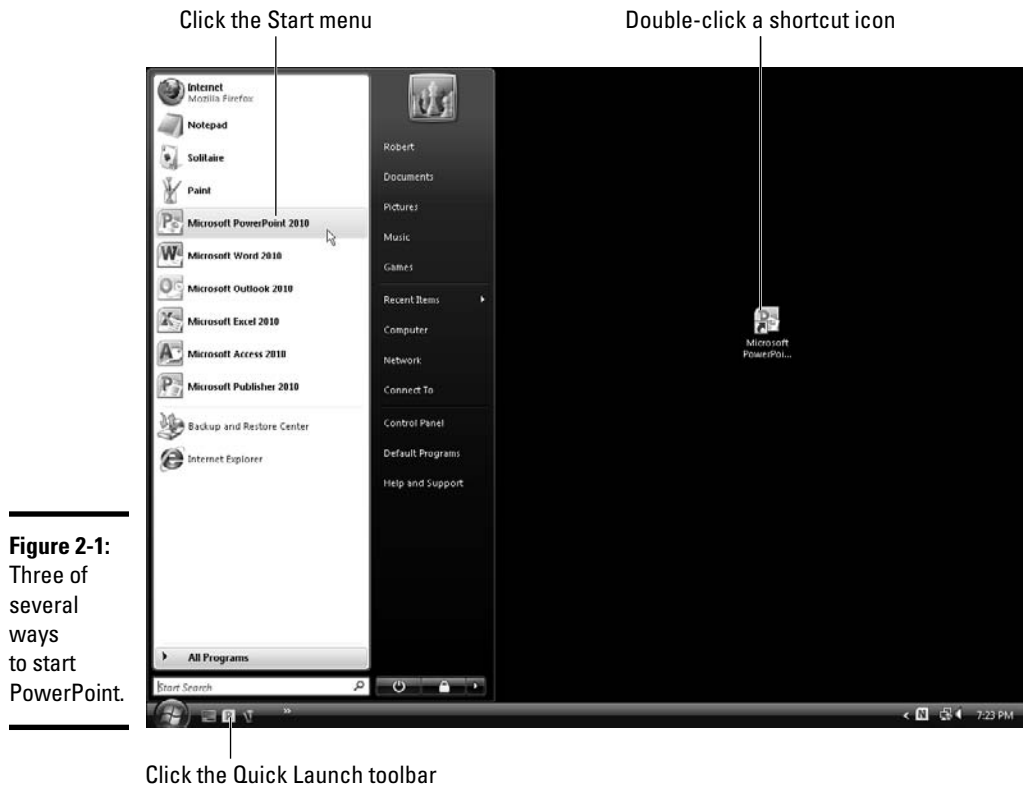 Click the Start menu
Double-click a shortcut icon
Internet
Mozilla Firefox
Notepad
Solitaire
Paint
Microsoft PowerPoint 2010
Microsoft Word 2010
Microsoft Outlook 2010
Microsoft Excel 2010
Microsoft Access 2010
Microsoft Publisher 2010
Backup and Restore Center
Internet Explorer
All Programs
Start Search
Robert
Documents
Pictures
Music
Games
Recent Items
Computer
Network
Connect To
Control Panel
Default Programs
Help and Support
Microsoft
PowerPoi...
7:23 PM
Figure 2-1:
Three of
several
ways
to start
PowerPoint.
Click the Quick Launch toolbar